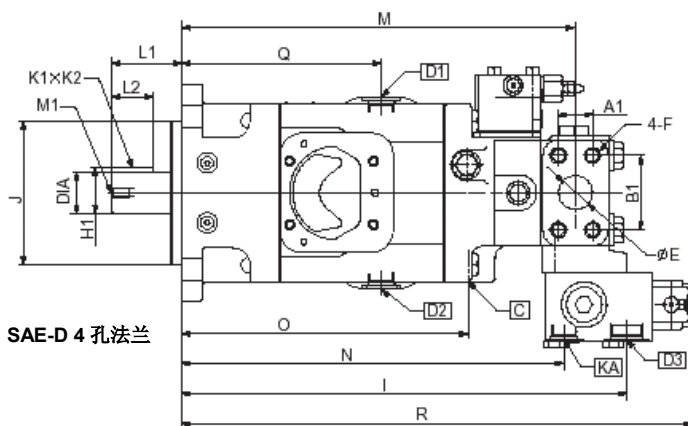 M
L1
Q
D1
K1×K2
L2
A1
M1
4-F
J
DIA
H1
B1
ØE
SAE-D 4 孔法兰
D2
C
O
D3
N
KA
I
R